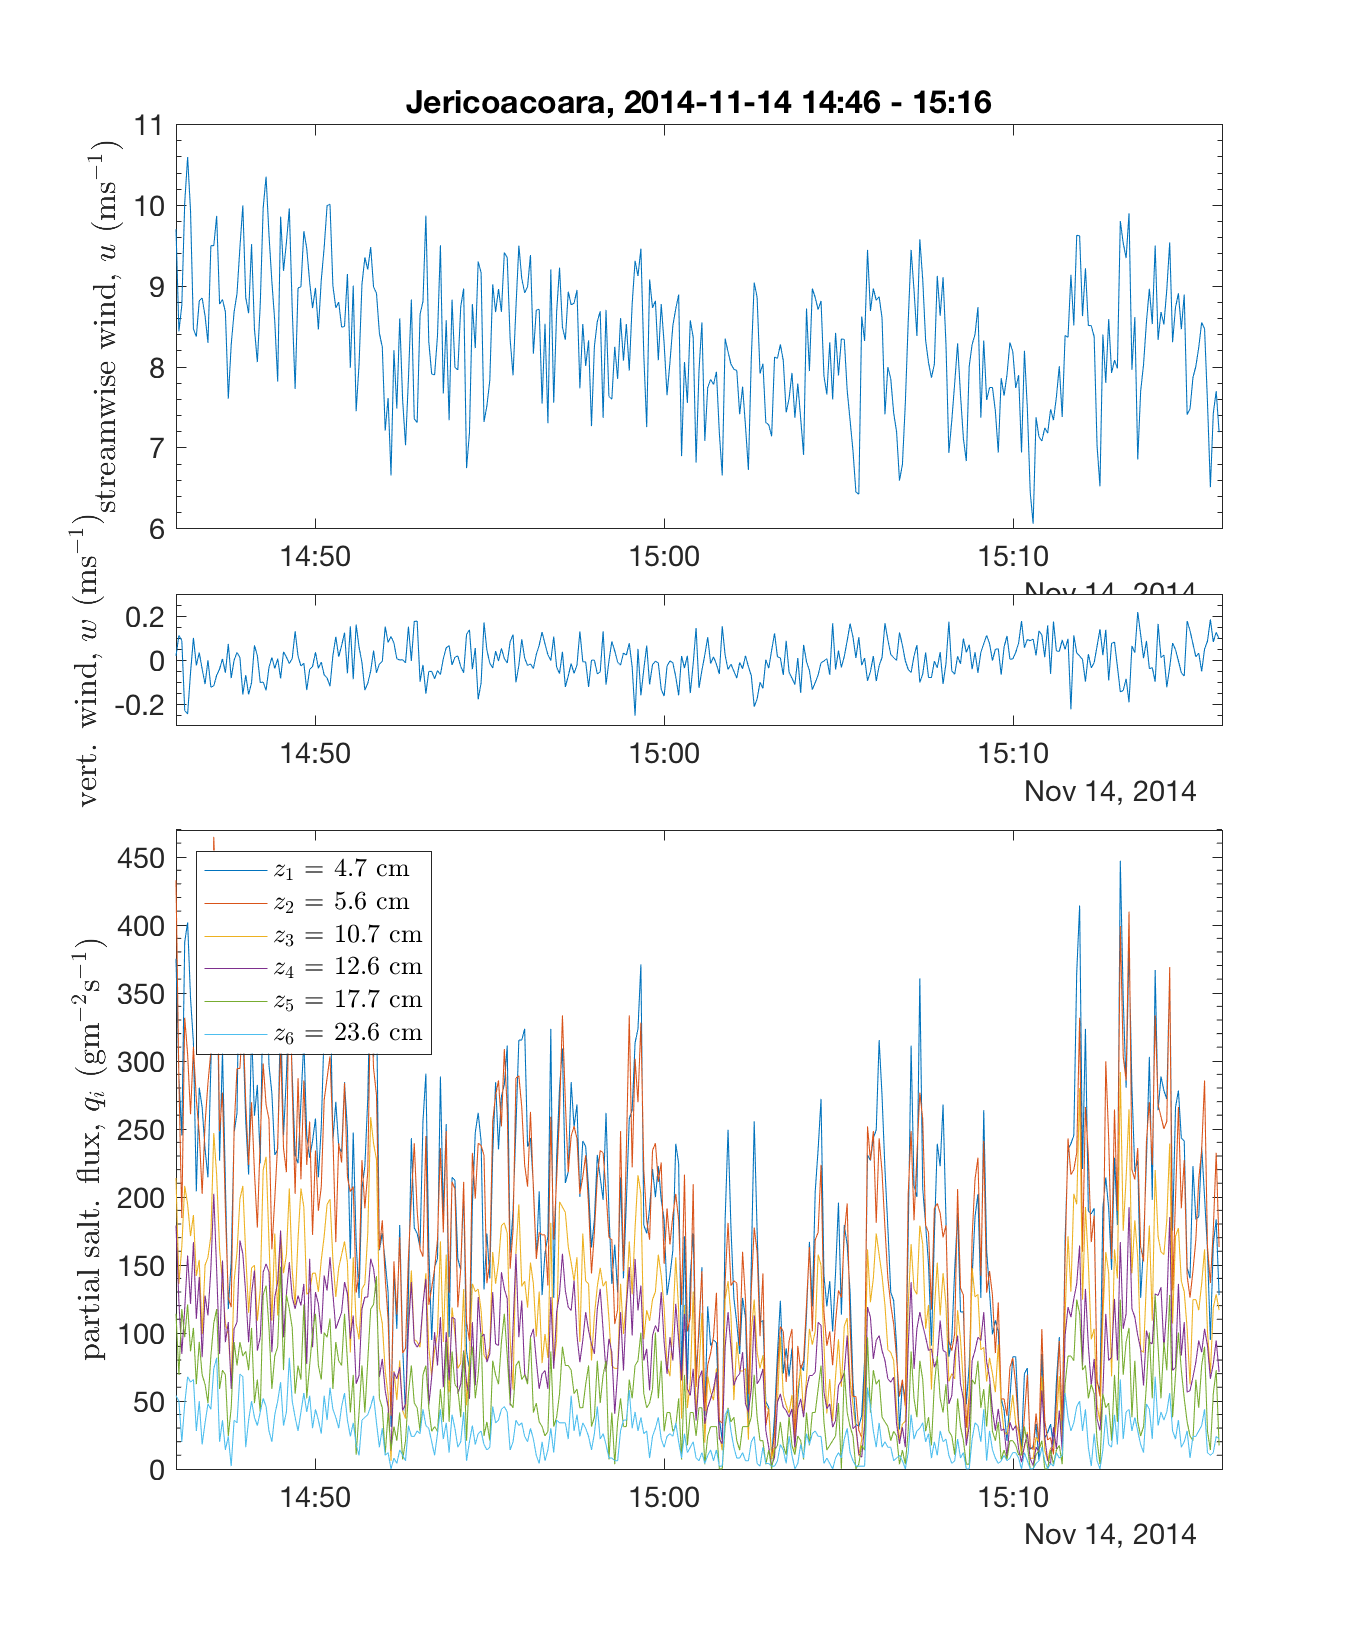 Jericoacoara, 2014-11-14 14:46 - 15:16
streamwise wind, u (ms⁻¹)
11
10
9
8
7
6
14:50 15:00 15:10
Nov 14, 2014
vert. wind, w (ms⁻¹)
0.2
0
-0.2
14:50 15:00 15:10
Nov 14, 2014
partial salt. flux, qᵢ (gm⁻²s⁻¹)
450
400
350
300
250
200
150
100
50
0
z₁ = 4.7 cm
z₂ = 5.6 cm
z₃ = 10.7 cm
z₄ = 12.6 cm
z₅ = 17.7 cm
z₆ = 23.6 cm
14:50 15:00 15:10
Nov 14, 2014